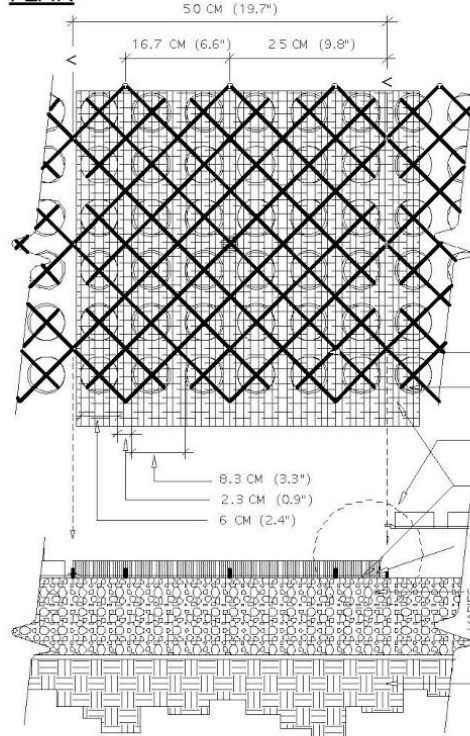 PLAN
50 CM (19.7")
16.7 CM (6.6")
25 CM (9.8")
8.3 CM (3.3")
2.3 CM (0.9")
6 CM (2.4")